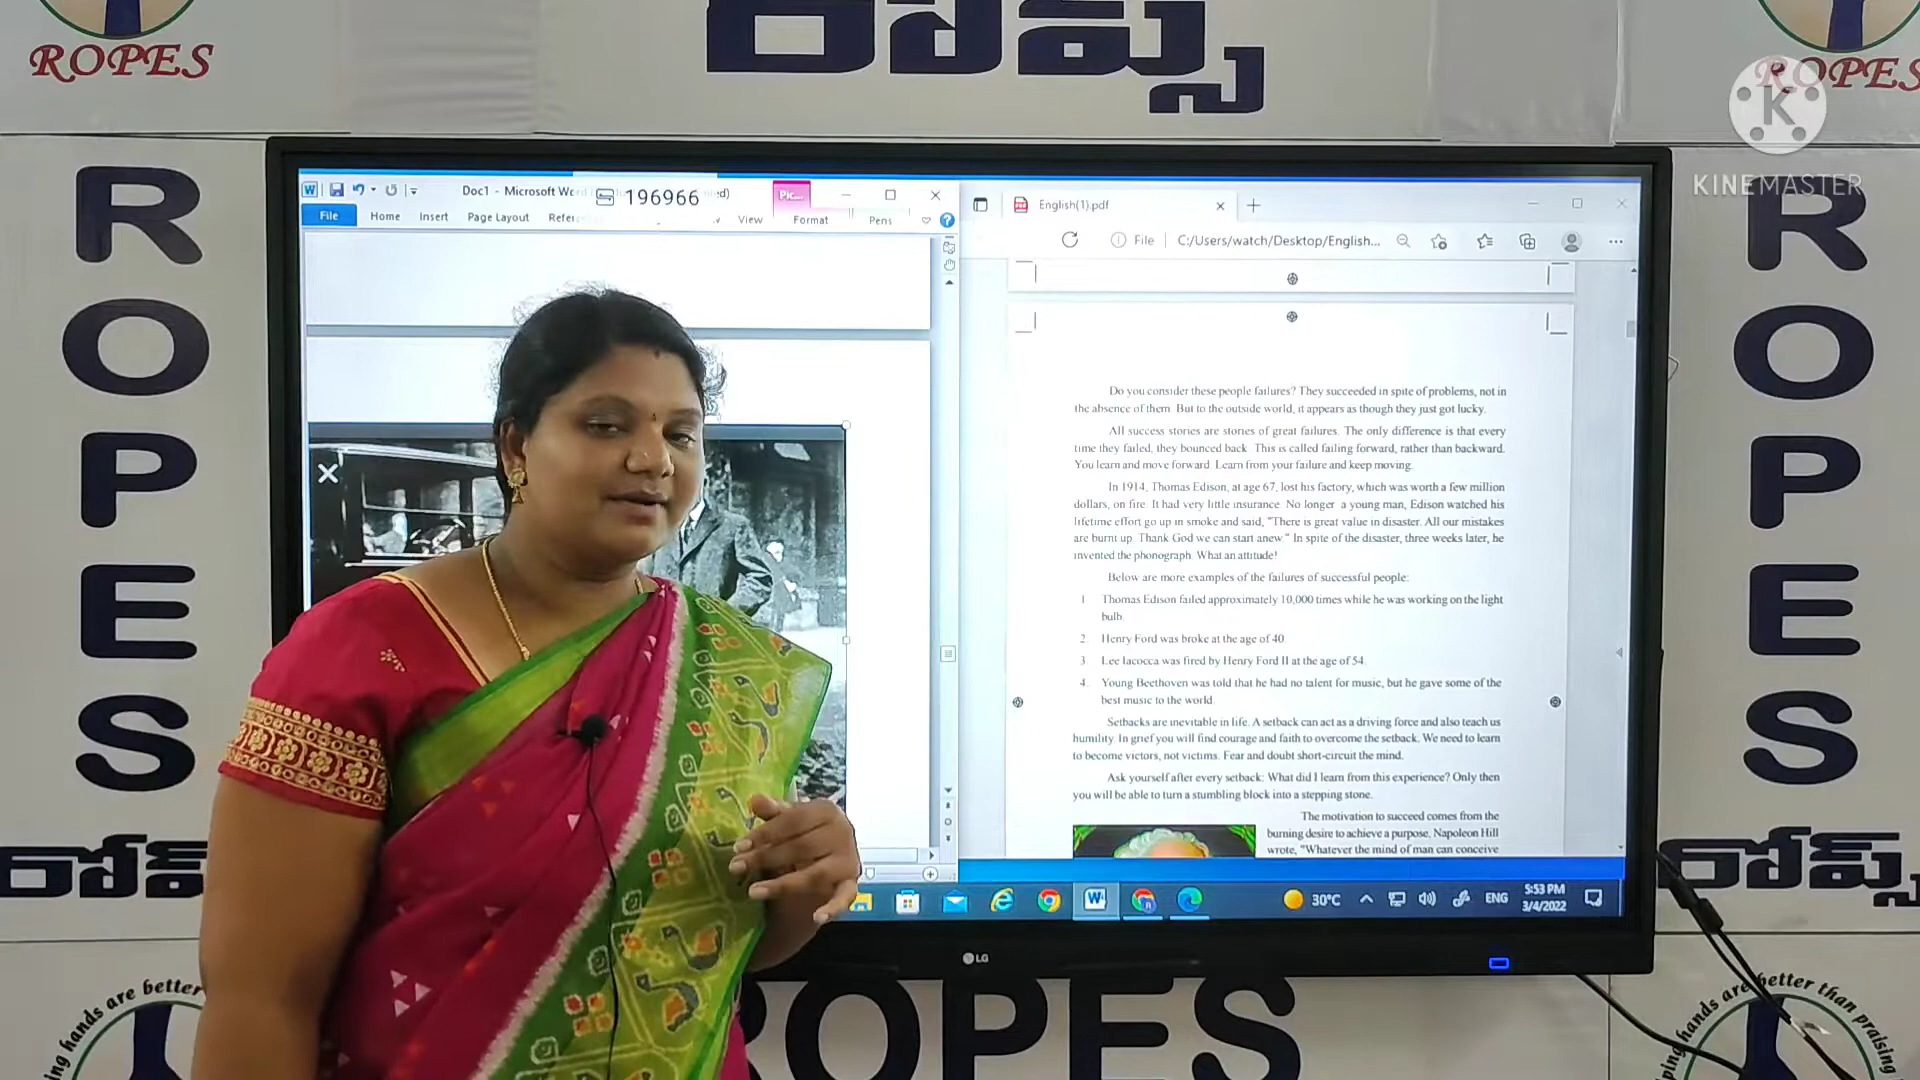 ROPES
రోప్స్
ROPES
KINEMASTER
ROPES
ROPES
Doc1 - Microsoft Wo
196966
Pic...
File
Home
Insert
Page Layout
Refer
View
Format
Pens
English(1).pdf
File
C:/Users/watch/Desktop/English...
Do you consider these people failures? They succeeded in spite of problems, not in
the absence of them. But to the outside world, it appears as though they just got lucky.
All success stories are stories of great failures. The only difference is that every
time they failed, they bounced back. This is called failing forward, rather than backward.
You learn and move forward. Learn from your failure and keep moving.
In 1914, Thomas Edison, at age 67, lost his factory, which was worth a few million
dollars, on fire. It had very little insurance. No longer a young man, Edison watched his
lifetime effort go up in smoke and said, "There is great value in disaster. All our mistakes
are burnt up. Thank God we can start anew." In spite of the disaster, three weeks later, he
invented the phonograph. What an attitude!
Below are more examples of the failures of successful people:
1 Thomas Edison failed approximately 10,000 times while he was working on the light
bulb.
2. Henry Ford was broke at the age of 40.
3 Lee Iacocca was fired by Henry Ford II at the age of 54.
4. Young Beethoven was told that he had no talent for music, but he gave some of the
best music to the world.
Setbacks are inevitable in life. A setback can act as a driving force and also teach us
humility. In grief you will find courage and faith to overcome the setback. We need to learn
to become victors, not victims. Fear and doubt short-circuit the mind.
Ask yourself after every setback: What did I learn from this experience? Only then
you will be able to turn a stumbling block into a stepping stone.
The motivation to succeed comes from the
burning desire to achieve a purpose. Napoleon Hill
wrote, "Whatever the mind of man can conceive
30°C
ENG
5:53 PM
3/4/2022
LG
రోప్స్
రోప్స్
hands are better
ROPES
hands are better than praising